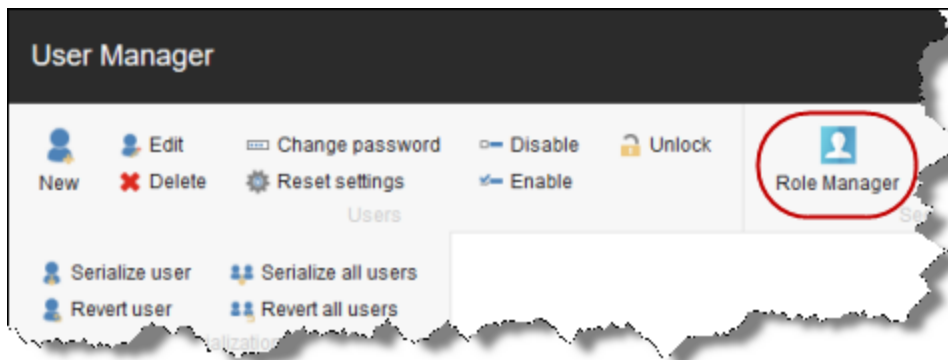 User Manager
New
Edit
Delete
Change password
Reset settings
Disable
Enable
Unlock
Users
Role Manager
Serialize user
Revert user
Serialize all users
Revert all users